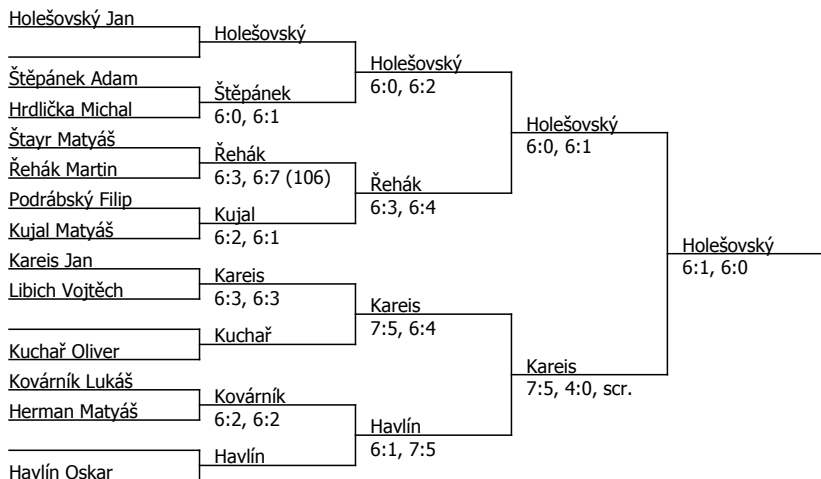 Holešovský Jan
Štěpánek Adam
Hrdlička Michal
Štayr Matyáš
Řehák Martin
Podrábský Filip
Kujal Matyáš
Kareis Jan
Libich Vojtěch
Kuchař Oliver
Kovárník Lukáš
Herman Matyáš
Havlín Oskar
Holešovský
Štěpánek
6:0, 6:1
Řehák
6:3, 6:7 (106)
Kujal
6:2, 6:1
Kareis
6:3, 6:3
Kuchař
Kovárník
6:2, 6:2
Havlín
Holešovský
6:0, 6:2
Řehák
6:3, 6:4
Kareis
7:5, 6:4
Havlín
6:1, 7:5
Holešovský
6:0, 6:1
Kareis
7:5, 4:0, scr.
Holešovský
6:1, 6:0